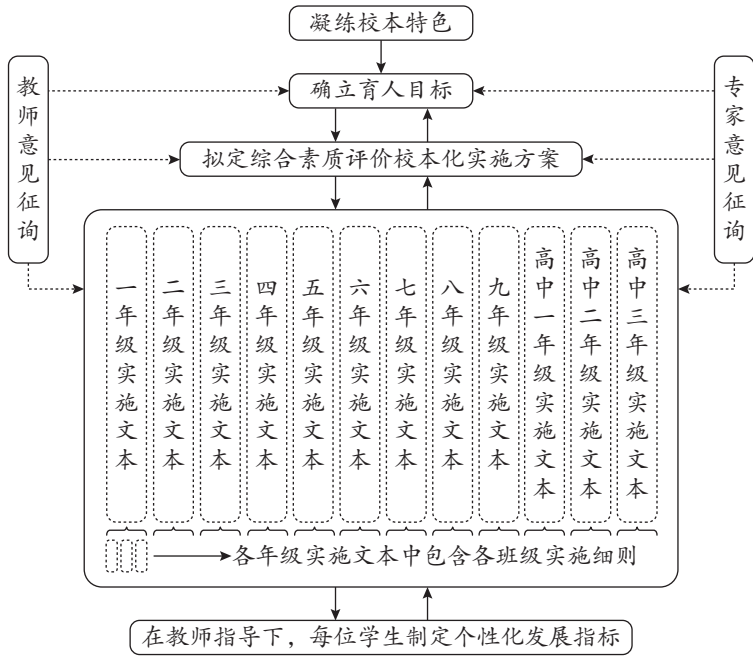 凝练校本特色
确立育人目标
拟定综合素质评价校本化实施方案
教师意见征询
专家意见征询
一年级实施文本
二年级实施文本
三年级实施文本
四年级实施文本
五年级实施文本
六年级实施文本
七年级实施文本
八年级实施文本
九年级实施文本
高中一年级实施文本
高中二年级实施文本
高中三年级实施文本
各年级实施文本中包含各班级实施细则
在教师指导下，每位学生制定个性化发展指标